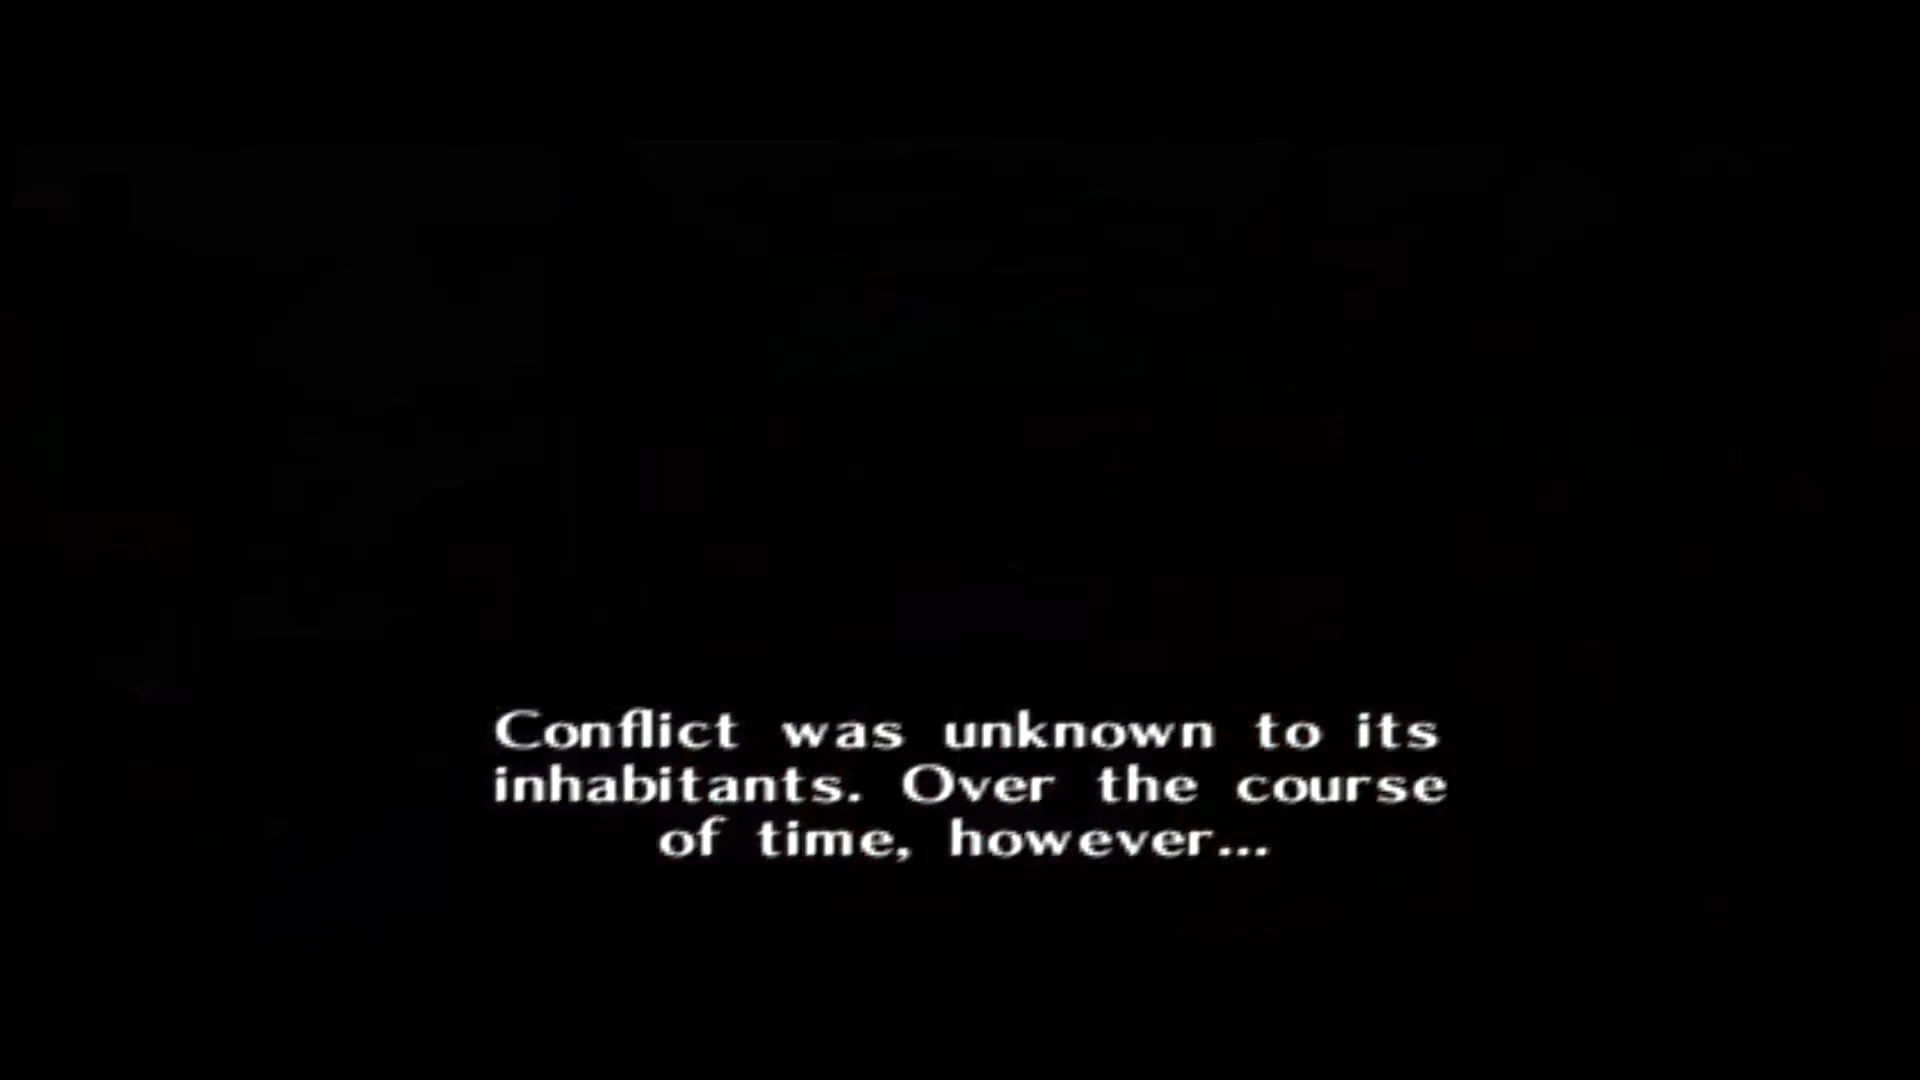 Conflict was unknown to its
inhabitants. Over the course
of time, however...